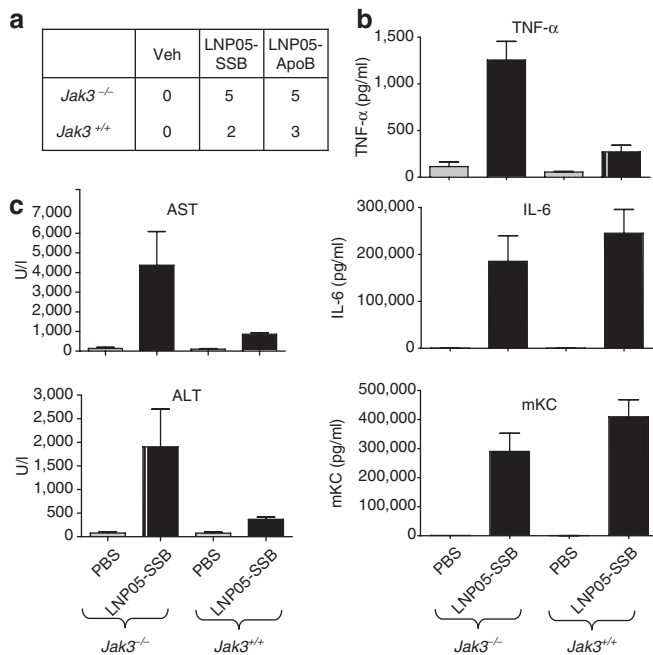 a
Veh LNP05-SSB LNP05-ApoB
Jak3 –/– 0 5 5
Jak3 +/+ 0 2 3
b
TNF-α
TNF-α (pg/ml)
1,500
1,000
500
0
IL-6
IL-6 (pg/ml)
300,000
200,000
100,000
0
mKC
mKC (pg/ml)
500,000
400,000
300,000
200,000
100,000
0
PBS
LNP05-SSB
PBS
LNP05-SSB
Jak3–/–
Jak3+/+
c
AST
U/l
7,000
6,000
5,000
4,000
3,000
2,000
1,000
0
ALT
U/l
3,000
2,500
2,000
1,500
1,000
500
0
PBS
LNP05-SSB
PBS
LNP05-SSB
Jak3–/–
Jak3+/+